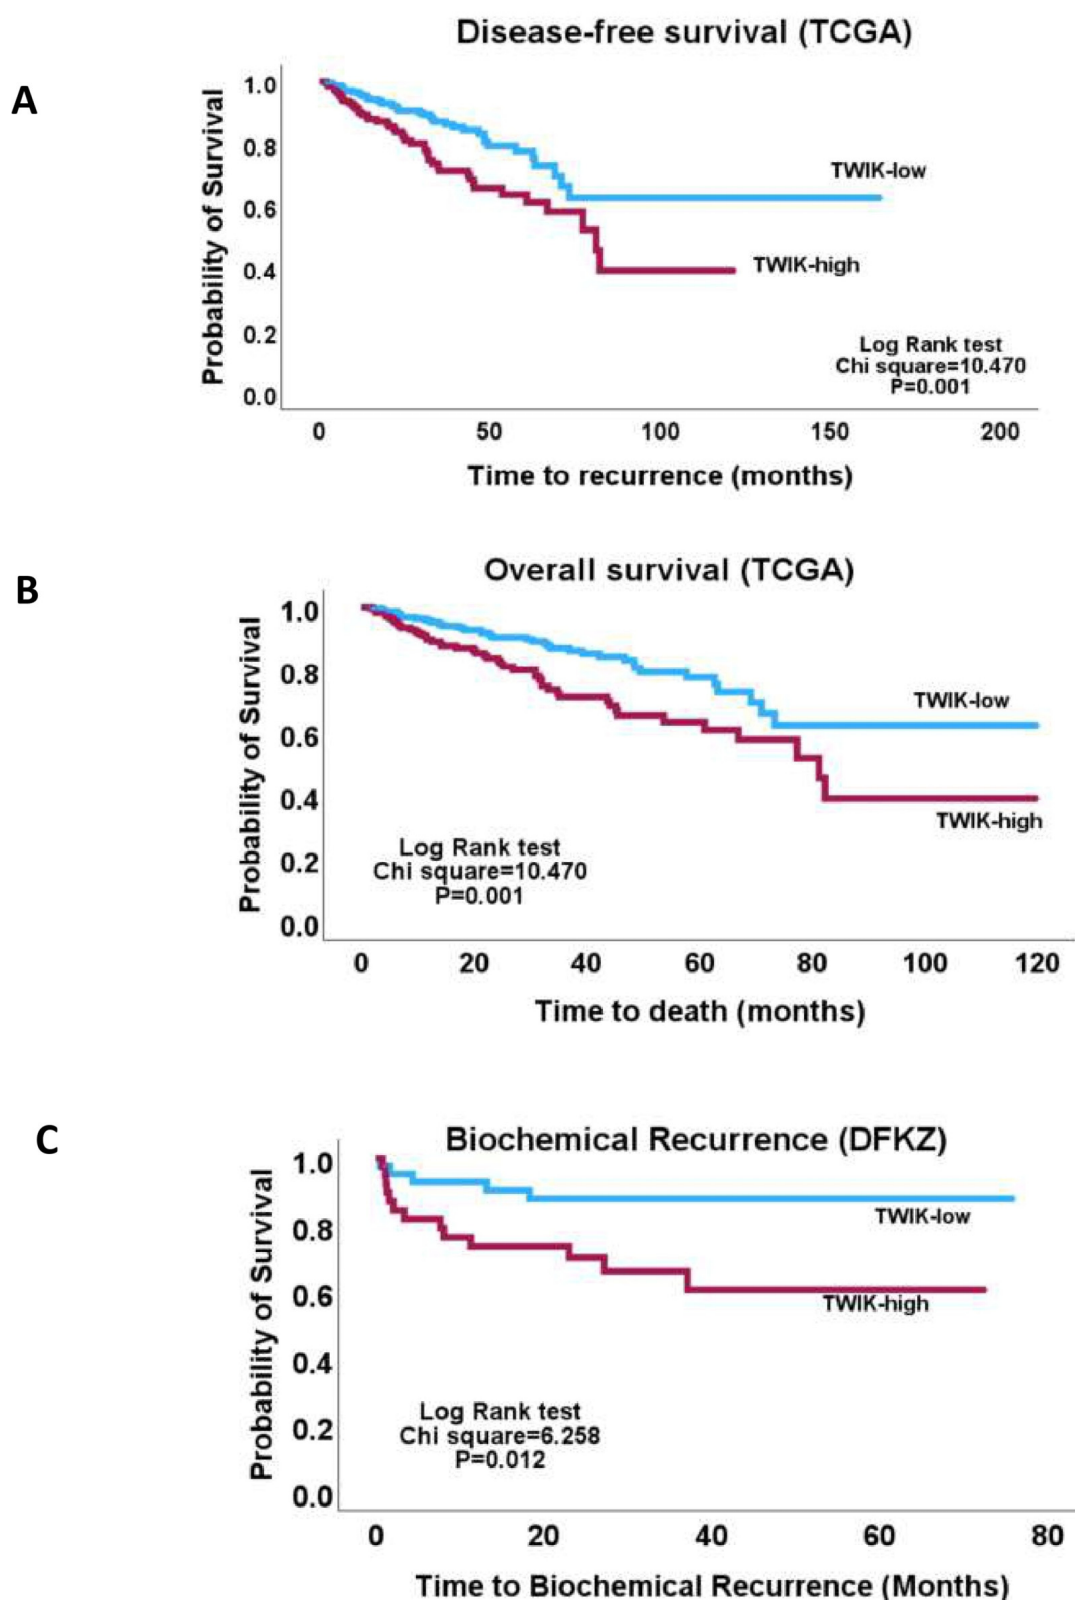 Disease-free survival (TCGA)
A
Probability of Survival
1.0
0.8
0.6
0.4
0.2
0.0
TWIK-low
TWIK-high
Log Rank test
Chi square=10.470
P=0.001
0 50 100 150 200
Time to recurrence (months)
Overall survival (TCGA)
B
Probability of Survival
1.0
0.8
0.6
0.4
0.2
0.0
TWIK-low
TWIK-high
Log Rank test
Chi square=10.470
P=0.001
0 20 40 60 80 100 120
Time to death (months)
C
Biochemical Recurrence (DFKZ)
Probability of Survival
1.0
0.8
0.6
0.4
0.2
0.0
TWIK-low
TWIK-high
Log Rank test
Chi square=6.258
P=0.012
0 20 40 60 80
Time to Biochemical Recurrence (Months)